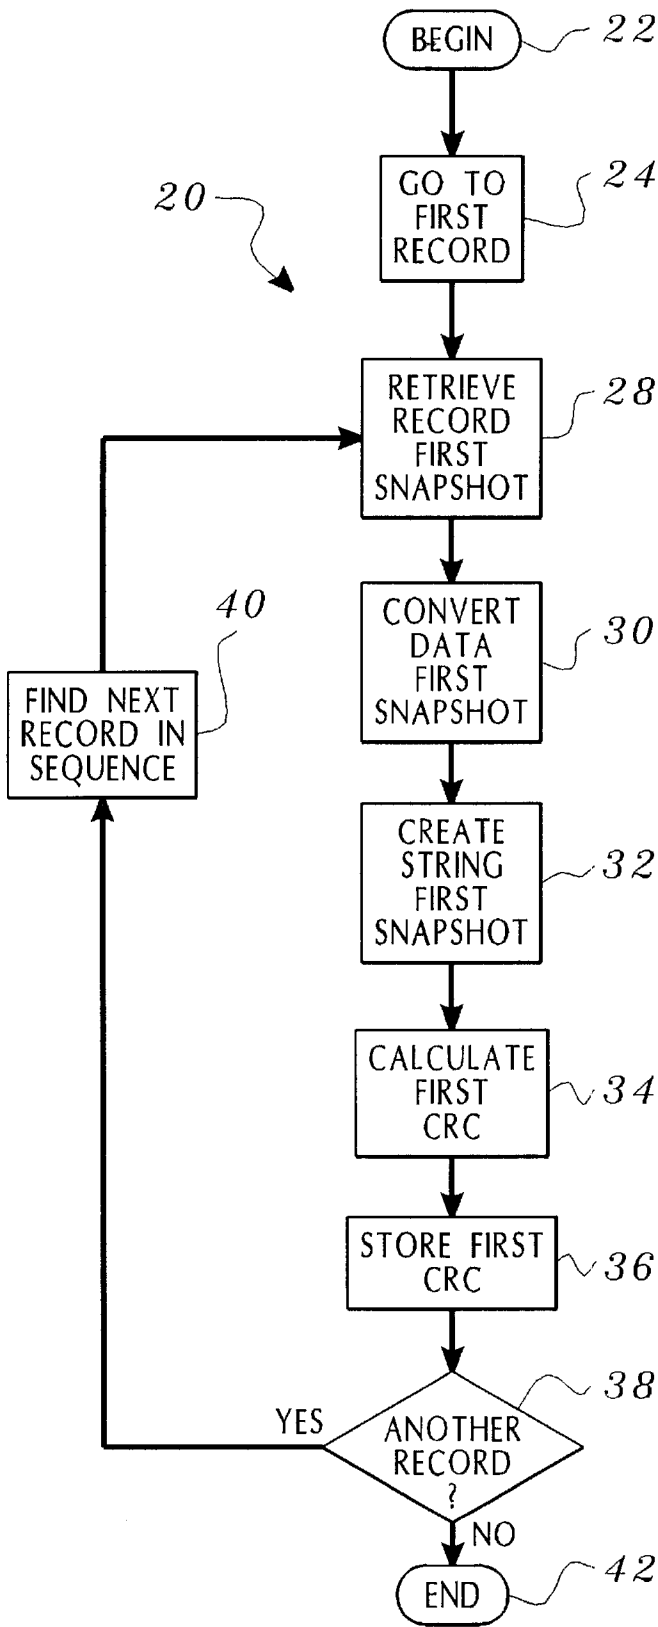 BEGIN
22
GO TO
FIRST
RECORD
24
20
RETRIEVE
RECORD
FIRST
SNAPSHOT
28
CONVERT
DATA
FIRST
SNAPSHOT
30
40
FIND NEXT
RECORD IN
SEQUENCE
CREATE
STRING
FIRST
SNAPSHOT
32
CALCULATE
FIRST
CRC
34
STORE FIRST
CRC
36
ANOTHER
RECORD
?
38
YES
NO
END
42